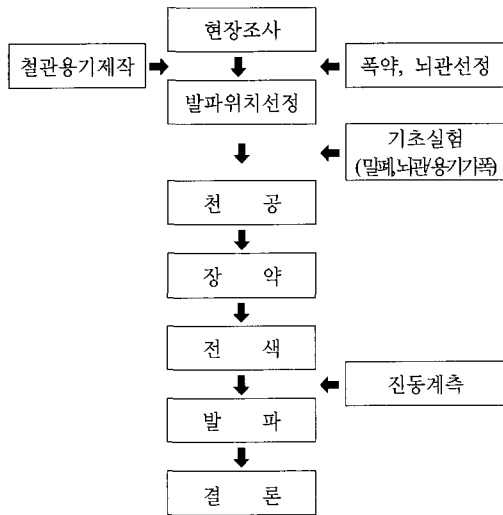 현장조사
철관용기제작
폭약, 뇌관선정
발파위치선정
기초실험
(밀폐,뇌관/용기기폭)
천 공
장 약
전 색
진동계측
발 파
결 론